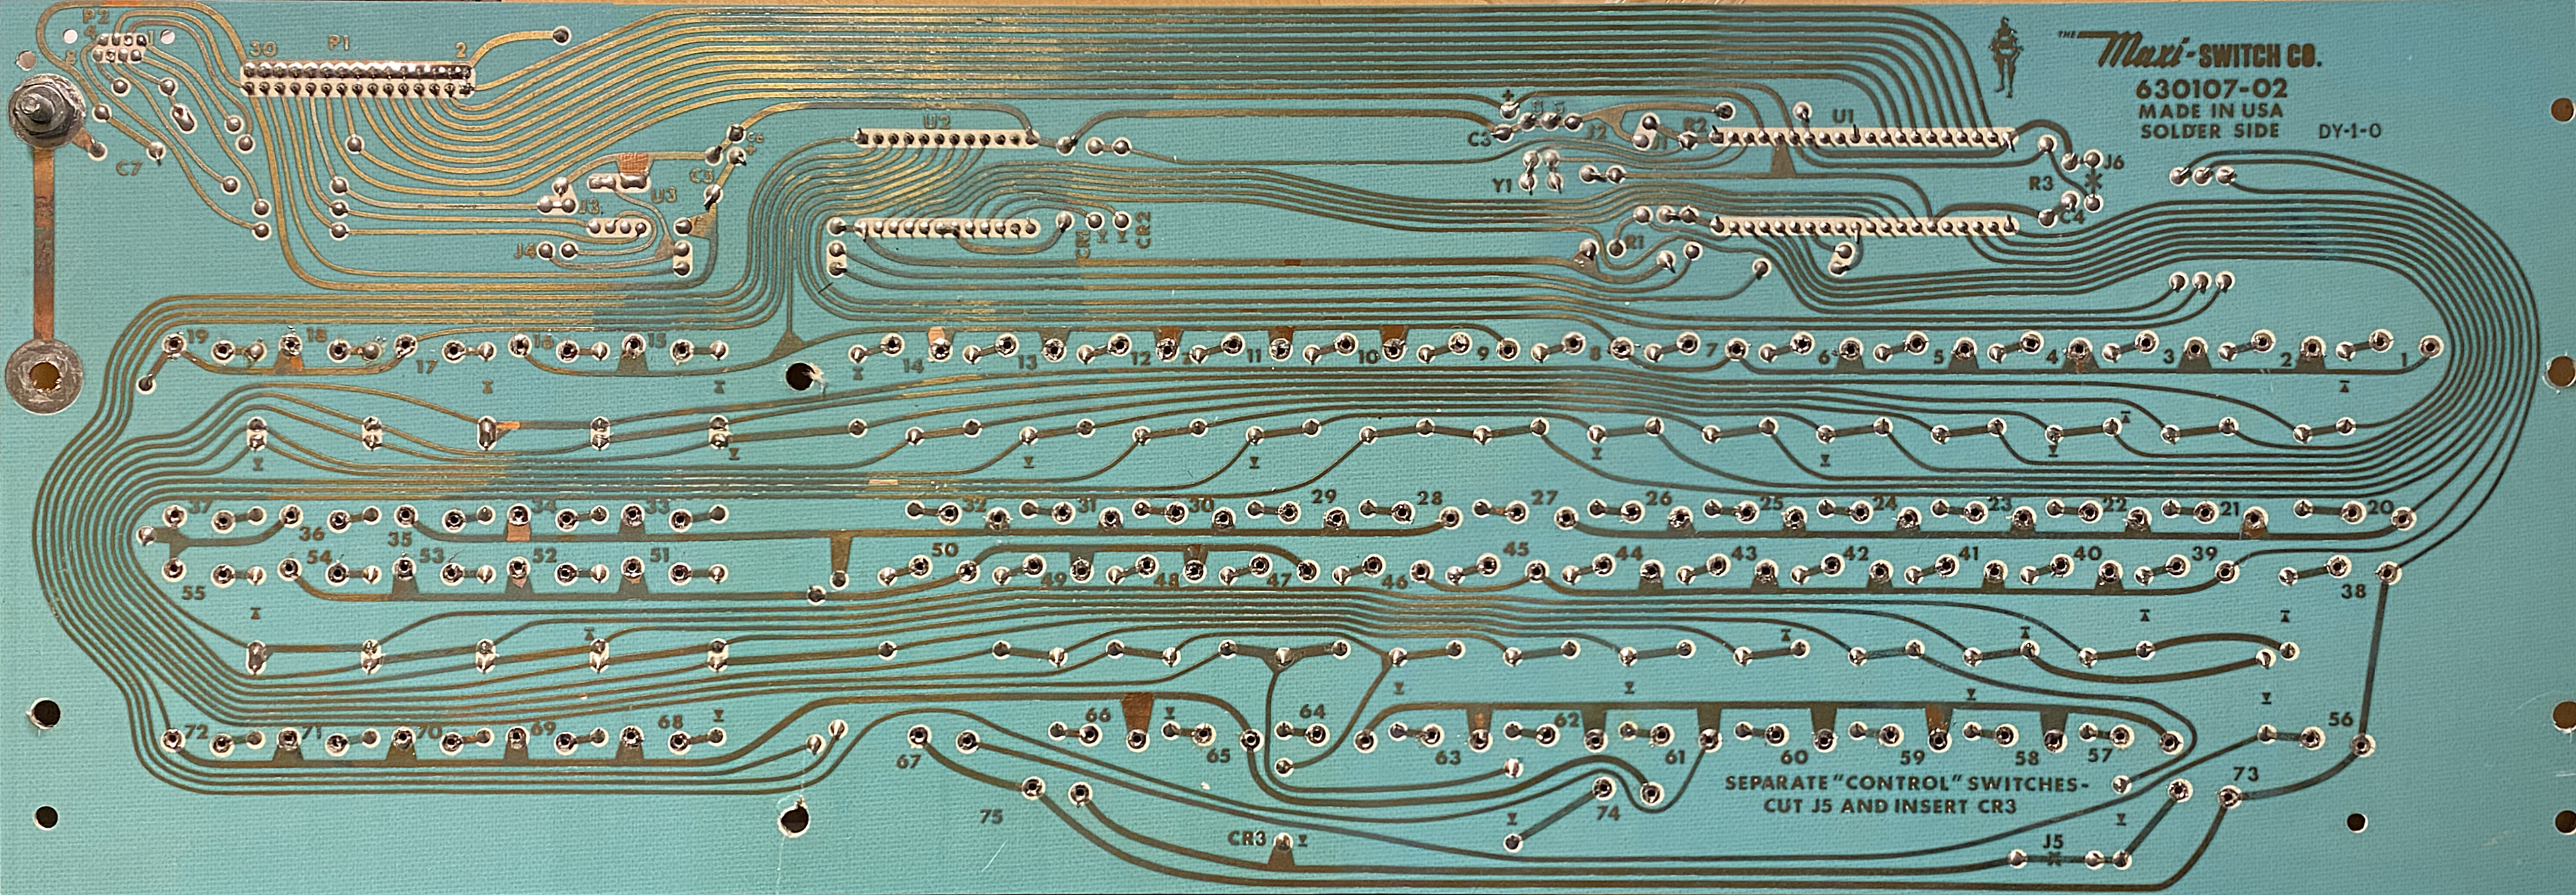 P2
4 1
8 5
30 P1 2
THE Maxi-SWITCH CO.
630107-02
MADE IN USA
SOLDER SIDE DY-1-0
C7
U2
C6
+
C3
J2
J1
R2
U1
J6
Y1
R3
C4
C5
U3
J3
J4
CR1
CR2
R1
19 18 17 16 15 14 13 12 11 10 9 8 7 6 5 4 3 2 1
37 36 35 34 33 32 31 30 29 28 27 26 25 24 23 22 21 20
55 54 53 52 51 50 49 48 47 46 45 44 43 42 41 40 39 38
72 71 70 69 68 67 66 65 64 63 62 61 60 59 58 57 56
SEPARATE "CONTROL" SWITCHES-
CUT J5 AND INSERT CR3
75 74 73
CR3
J5